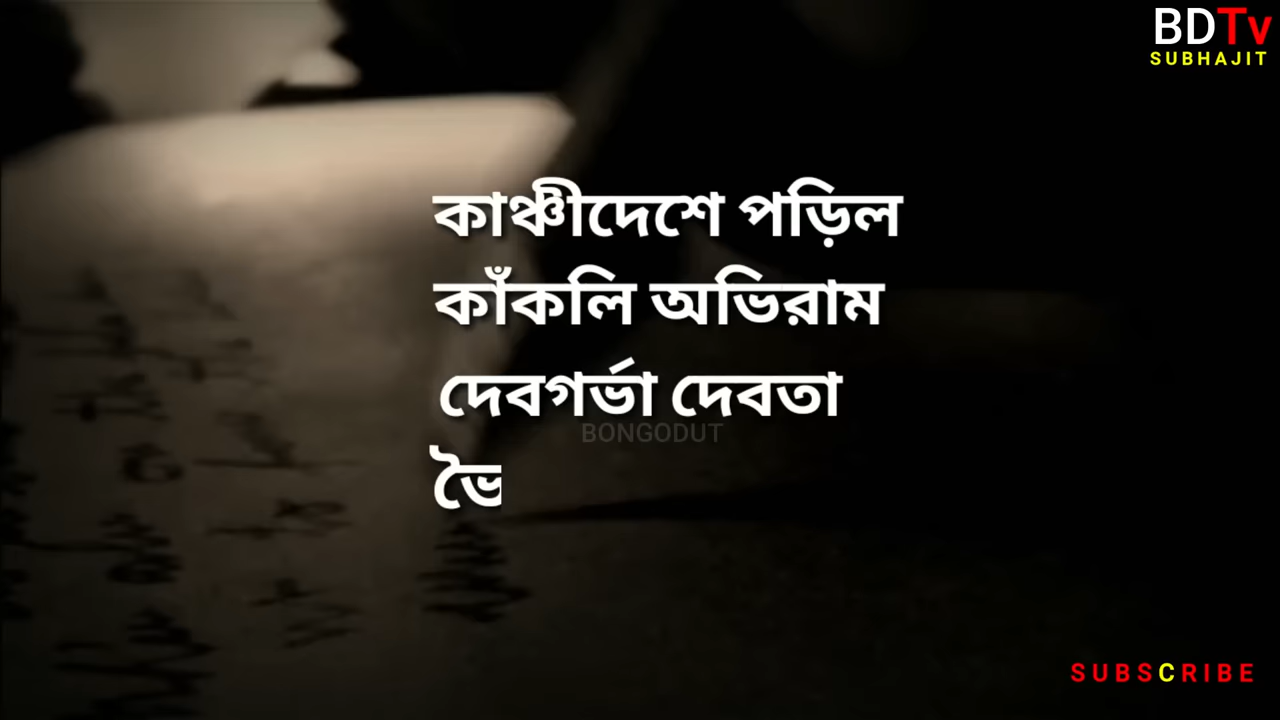 BDTv
SUBHAJIT
কাঞ্চীদেশে পড়িল
কাঁকলি অভিরাম
দেবগর্ভা দেবতা
ভৈ
BONGODUT
SUBSCRIBE